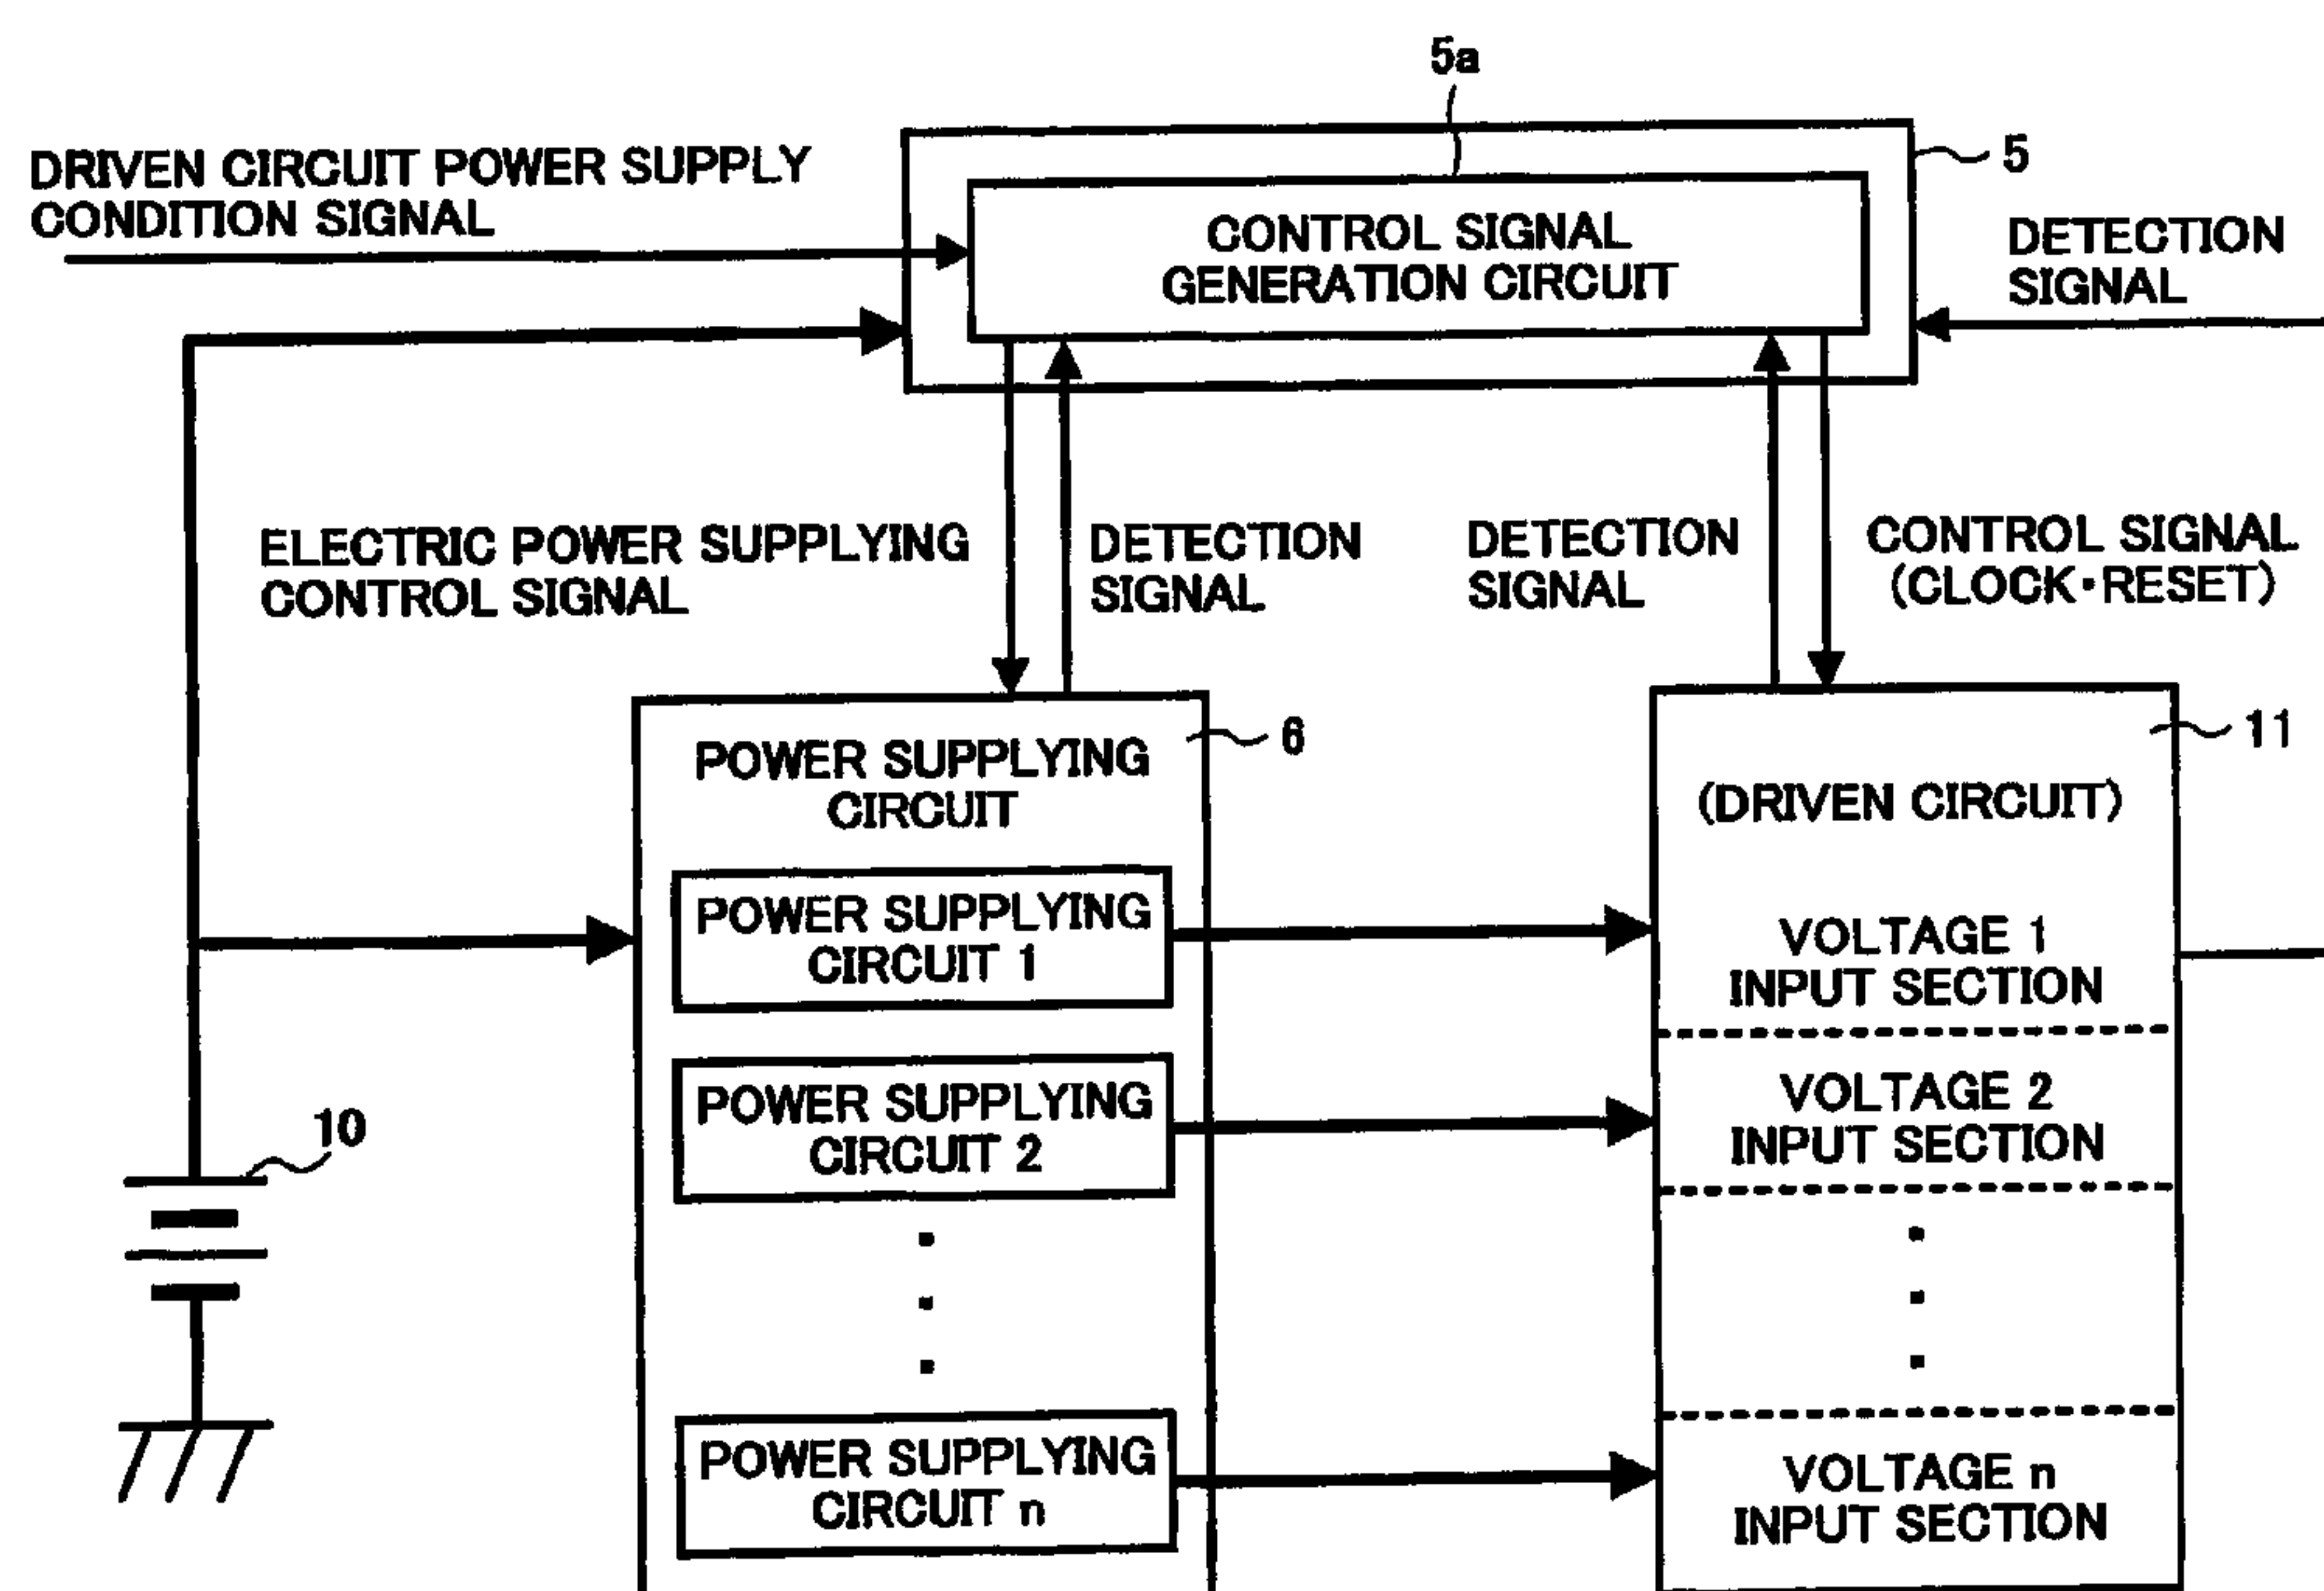 5a
5
DRIVEN CIRCUIT POWER SUPPLY
CONDITION SIGNAL
CONTROL SIGNAL
GENERATION CIRCUIT
DETECTION
SIGNAL
ELECTRIC POWER SUPPLYING
CONTROL SIGNAL
DETECTION
SIGNAL
DETECTION
SIGNAL
CONTROL SIGNAL
(CLOCK·RESET)
6
POWER SUPPLYING
CIRCUIT
11
(DRIVEN CIRCUIT)
POWER SUPPLYING
CIRCUIT 1
VOLTAGE 1
INPUT SECTION
POWER SUPPLYING
CIRCUIT 2
VOLTAGE 2
INPUT SECTION
10
POWER SUPPLYING
CIRCUIT n
VOLTAGE n
INPUT SECTION